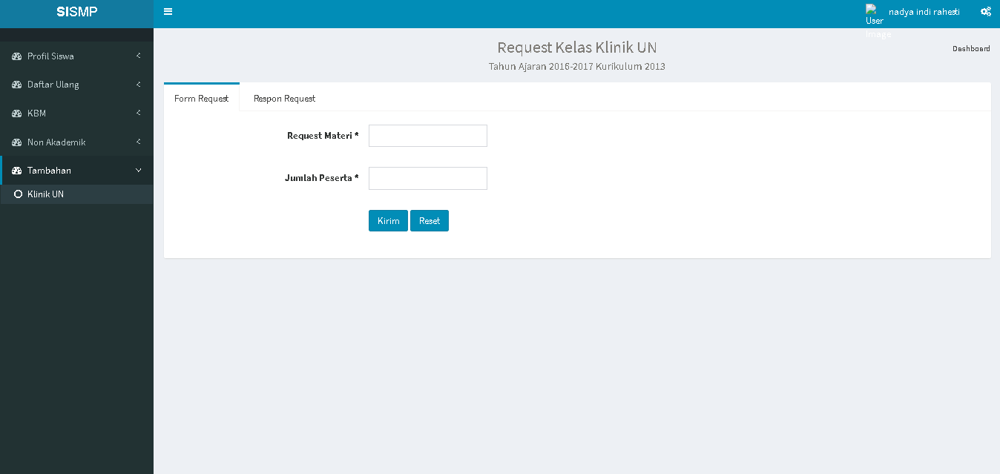 SISMP
User Image
nadya indi rahesti
Profil Siswa
Daftar Ulang
KBM
Non Akademik
Tambahan
Klinik UN
Request Kelas Klinik UN
Tahun Ajaran 2016-2017 Kurikulum 2013
Dashboard
Form Request
Respon Request
Request Materi *
Jumlah Peserta *
Kirim
Reset